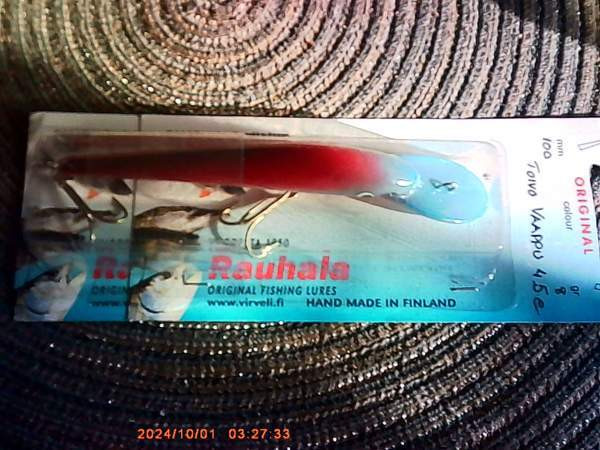 Rauhala
ORIGINAL FISHING LURES
www.virveli.fi HAND MADE IN FINLAND
ORIGINAL
colour
mm
100
gr
8
TOIVO VAAPPU 4.5e
2024/10/01 03:27:33